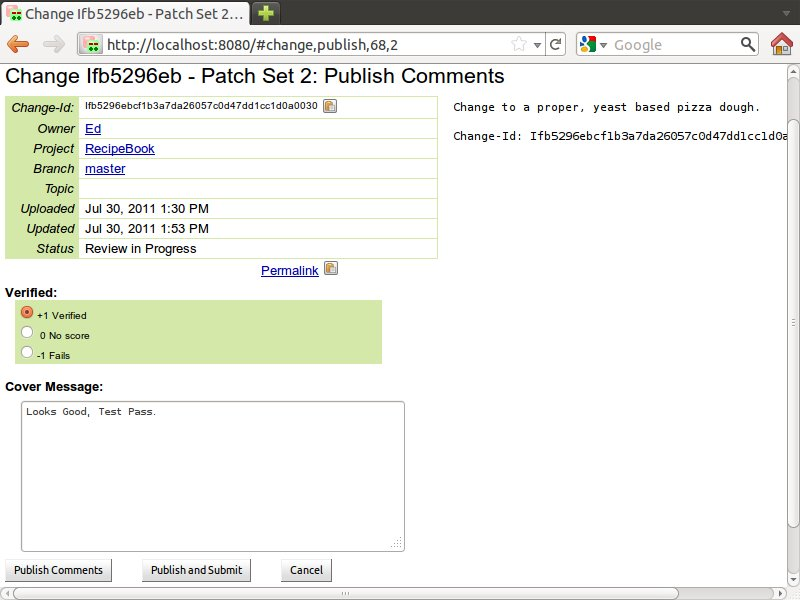 Change Ifb5296eb - Patch Set 2...
http://localhost:8080/#change,publish,68,2
Google
Change Ifb5296eb - Patch Set 2: Publish Comments
Change-Id: Ifb5296ebcf1b3a7da26057c0d47dd1cc1d0a0030
Owner Ed
Project RecipeBook
Branch master
Topic
Uploaded Jul 30, 2011 1:30 PM
Updated Jul 30, 2011 1:53 PM
Status Review in Progress
Permalink
Change to a proper, yeast based pizza dough.
Change-Id: Ifb5296ebcf1b3a7da26057c0d47dd1cc1d0a
Verified:
+1 Verified
0 No score
-1 Fails
Cover Message:
Looks Good, Test Pass.
Publish Comments Publish and Submit Cancel